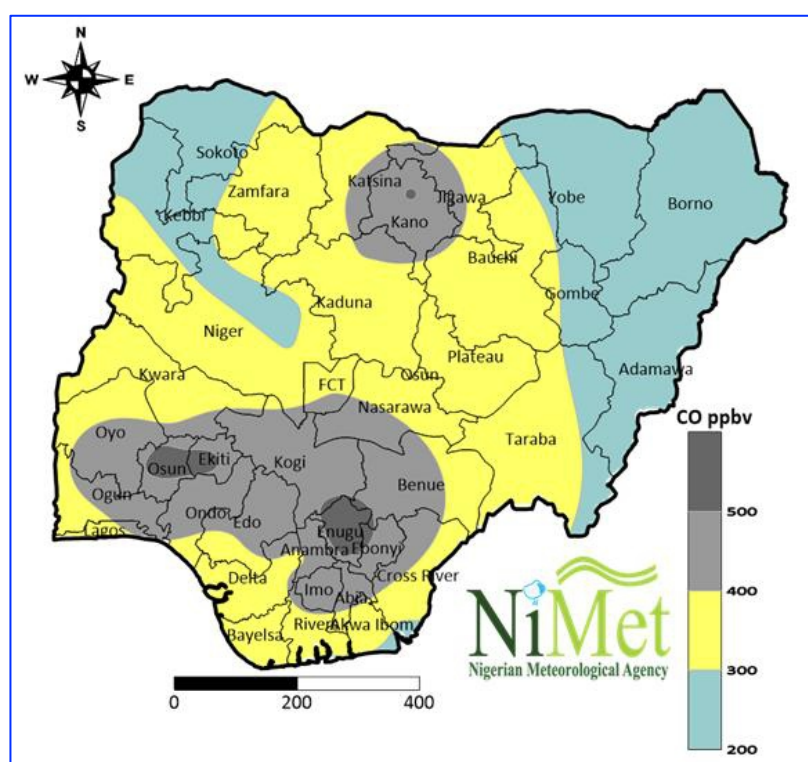 N
W E
S
Sokoto
Katsina
Zamfara
Jigawa
Yobe
Borno
Kebbi
Kano
Bauchi
Gombe
Kaduna
Niger
Plateau
Adamawa
Kwara
FCT
Osun
Nasarawa
CO ppbv
Oyo
Taraba
Osun
Ekiti
Kogi
Benue
Ogun
Ondo
Edo
500
Lagos
Enugu
Anambra
Ebonyi
Delta
Cross River
Imo
Abia
400
Bayelsa
Rivers
Akwa Ibom
NiMet
Nigerian Meteorological Agency
300
0 200 400
200